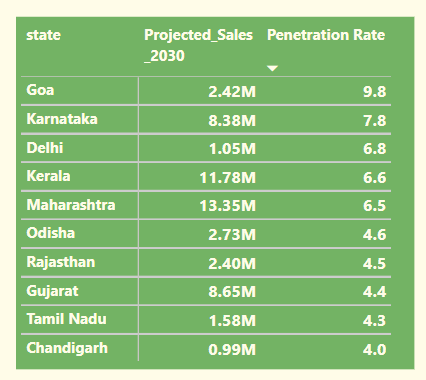 state Projected_Sales Penetration Rate
_2030
Goa 2.42M 9.8
Karnataka 8.38M 7.8
Delhi 1.05M 6.8
Kerala 11.78M 6.6
Maharashtra 13.35M 6.5
Odisha 2.73M 4.6
Rajasthan 2.40M 4.5
Gujarat 8.65M 4.4
Tamil Nadu 1.58M 4.3
Chandigarh 0.99M 4.0